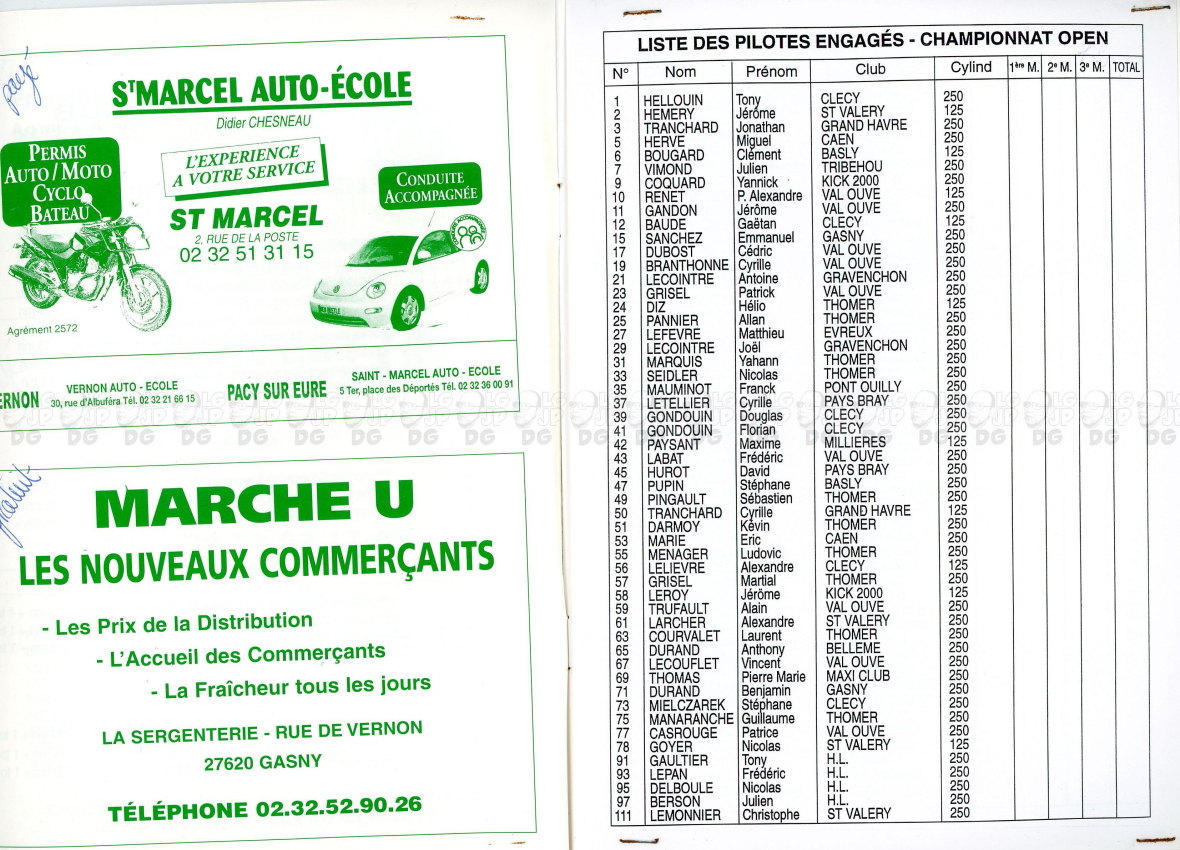 payé
STMARCEL AUTO-ÉCOLE
Didier CHESNEAU
PERMIS
AUTO / MOTO
CYCLO
BATEAU
L'EXPERIENCE
A VOTRE SERVICE
CONDUITE
ACCOMPAGNÉE
ST MARCEL
2, RUE DE LA POSTE
02 32 51 31 15
NEW BEETLE
Agrément 2572
ERNON VERNON AUTO - ECOLE
30, rue d'Albuféra Tél. 02 32 21 66 15
PACY SUR EURE SAINT - MARCEL AUTO - ECOLE
5 Ter, place des Déportés Tél. 02 32 36 00 91
gratuit
MARCHE U
LES NOUVEAUX COMMERÇANTS
- Les Prix de la Distribution
- L'Accueil des Commerçants
- La Fraîcheur tous les jours
LA SERGENTERIE - RUE DE VERNON
27620 GASNY
TÉLÉPHONE 02.32.52.90.26
LISTE DES PILOTES ENGAGÉS - CHAMPIONNAT OPEN
N° Nom Prénom Club Cylind 1ère M. 2e M. 3e M. TOTAL
1 HELLOUIN Tony CLECY 250
2 HEMERY Jérôme ST VALERY 125
3 TRANCHARD Jonathan GRAND HAVRE 250
5 HERVE Miguel CAEN 250
6 BOUGARD Clément BASLY 125
7 VIMOND Julien TRIBEHOU 250
9 COQUARD Yannick KICK 2000 250
10 RENET P. Alexandre VAL OUVE 125
11 GANDON Jérôme VAL OUVE 250
12 BAUDE Gaëtan CLECY 125
15 SANCHEZ Emmanuel GASNY 250
17 DUBOST Cédric VAL OUVE 250
19 BRANTHONNE Cyrille VAL OUVE 250
21 LECOINTRE Antoine GRAVENCHON 250
23 GRISEL Patrick VAL OUVE 250
24 DIZ Hélio THOMER 125
25 PANNIER Allan THOMER 250
27 LEFEVRE Matthieu EVREUX 250
29 LECOINTRE Joël GRAVENCHON 250
31 MARQUIS Yahann THOMER 250
33 SEIDLER Nicolas THOMER 250
35 MAUMINOT Franck PONT OUILLY 250
37 LETELLIER Cyrille PAYS BRAY 250
39 GONDOUIN Douglas CLECY 250
41 GONDOUIN Florian CLECY 250
42 PAYSANT Maxime MILLIERES 125
43 LABAT Frédéric VAL OUVE 250
45 HUROT David PAYS BRAY 250
47 PUPIN Stéphane BASLY 250
49 PINGAULT Sébastien THOMER 250
50 TRANCHARD Cyrille GRAND HAVRE 125
51 DARMOY Kévin THOMER 250
53 MARIE Eric CAEN 250
55 MENAGER Ludovic THOMER 250
56 LELIEVRE Alexandre CLECY 125
57 GRISEL Martial THOMER 250
58 LEROY Jérôme KICK 2000 125
59 TRUFAULT Alain VAL OUVE 250
61 LARCHER Alexandre ST VALERY 250
63 COURVALET Laurent THOMER 250
65 DURAND Anthony BELLEME 250
67 LECOUFLET Vincent VAL OUVE 250
69 THOMAS Pierre Marie MAXI CLUB 250
71 DURAND Benjamin GASNY 250
73 MIELCZAREK Stéphane CLECY 250
75 MANARANCHE Guillaume THOMER 250
77 CASROUGE Patrice VAL OUVE 250
78 GOYER Nicolas ST VALERY 125
91 GAULTIER Tony H.L. 250
93 LEPAN Frédéric H.L. 250
95 DELBOULE Nicolas H.L. 250
97 BERSON Julien H.L. 250
111 LEMONNIER Christophe ST VALERY 250